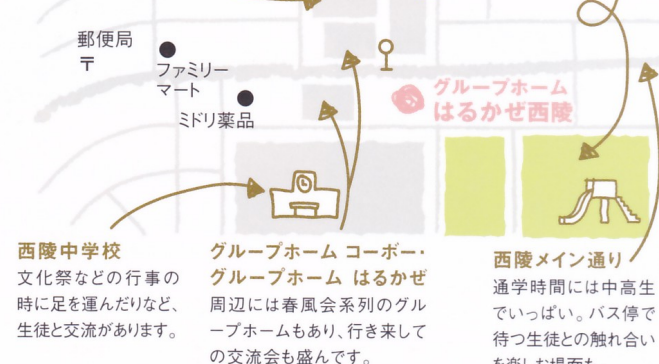 郵便局
〒
ファミリー
マート
ミドリ薬品
グループホーム
はるかぜ西陵
西陵中学校
文化祭などの行事の
時に足を運んだりなど、
生徒と交流があります。
グループホーム コーポー・
グループホーム はるかぜ
周辺には春風会系列のグル
ープホームもあり、行き来して
の交流会も盛んです。
西陵メイン通り
通学時間には中高生
でいっぱい。バス停で
待つ生徒との触れ合い
を楽しむ場面も